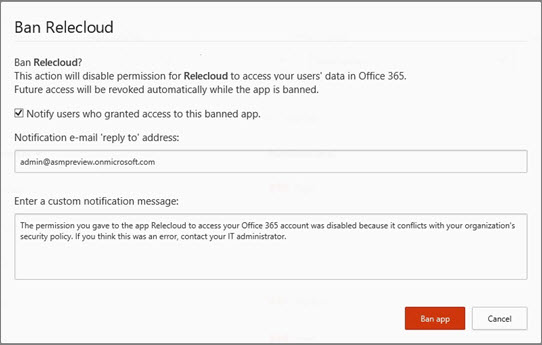 Ban Relecloud
Ban Relecloud?
This action will disable permission for Relecloud to access your users' data in Office 365.
Future access will be revoked automatically while the app is banned.
Notify users who granted access to this banned app.
Notification e-mail 'reply to' address:
admin@asmpreview.onmicrosoft.com
Enter a custom notification message:
The permission you gave to the app Relecloud to access your Office 365 account was disabled because it conflicts with your organization's
security policy. If you think this was an error, contact your IT administrator.
Ban app Cancel